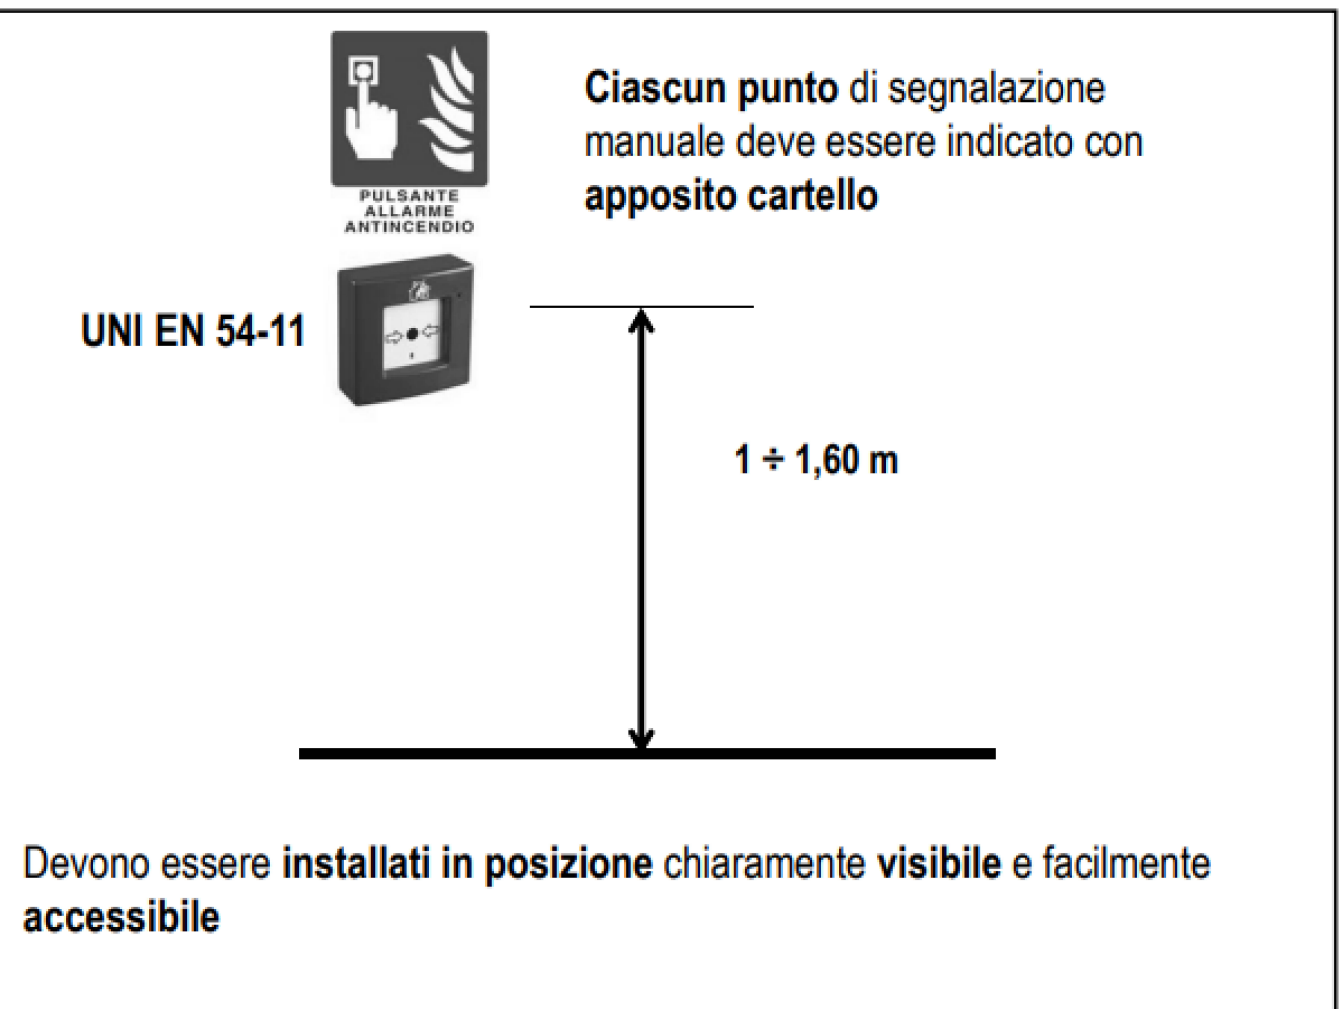 Ciascun punto di segnalazione
manuale deve essere indicato con
apposito cartello
PULSANTE
ALLARME
ANTINCENDIO
UNI EN 54-11
1 ÷ 1,60 m
Devono essere installati in posizione chiaramente visibile e facilmente
accessibile